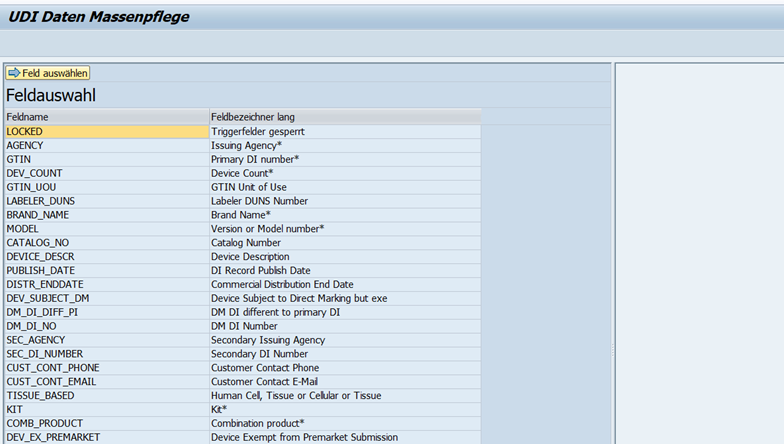 UDI Daten Massenpflege
Feld auswählen
Feldauswahl
Feldname Feldbezeichner lang
LOCKED Triggerfelder gesperrt
AGENCY Issuing Agency*
GTIN Primary DI number*
DEV_COUNT Device Count*
GTIN_UOU GTIN Unit of Use
LABELER_DUNS Labeler DUNS Number
BRAND_NAME Brand Name*
MODEL Version or Model number*
CATALOG_NO Catalog Number
DEVICE_DESCR Device Description
PUBLISH_DATE DI Record Publish Date
DISTR_ENDDATE Commercial Distribution End Date
DEV_SUBJECT_DM Device Subject to Direct Marking but exe
DM_DI_DIFF_PI DM DI different to primary DI
DM_DI_NO DM DI Number
SEC_AGENCY Secondary Issuing Agency
SEC_DI_NUMBER Secondary DI Number
CUST_CONT_PHONE Customer Contact Phone
CUST_CONT_EMAIL Customer Contact E-Mail
TISSUE_BASED Human Cell, Tissue or Cellular or Tissue
KIT Kit*
COMB_PRODUCT Combination product*
DEV_EX_PREMARKET Device Exempt from Premarket Submission